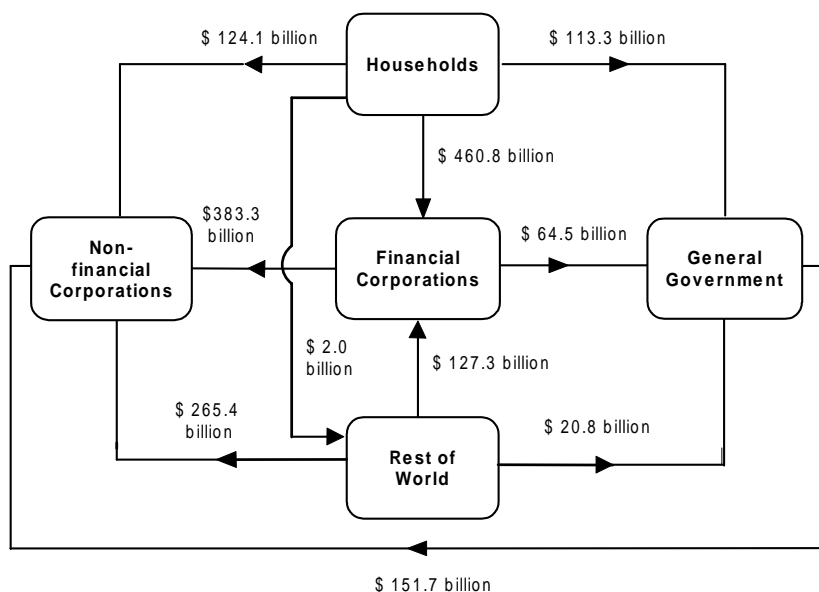 $ 124.1 billion
$ 113.3 billion
Households
$ 460.8 billion
$383.3
billion
$ 64.5 billion
Non-
financial
Corporations
Financial
Corporations
General
Government
$ 2.0
billion
$ 127.3 billion
$ 265.4
billion
$ 20.8 billion
Rest of
World
$ 151.7 billion